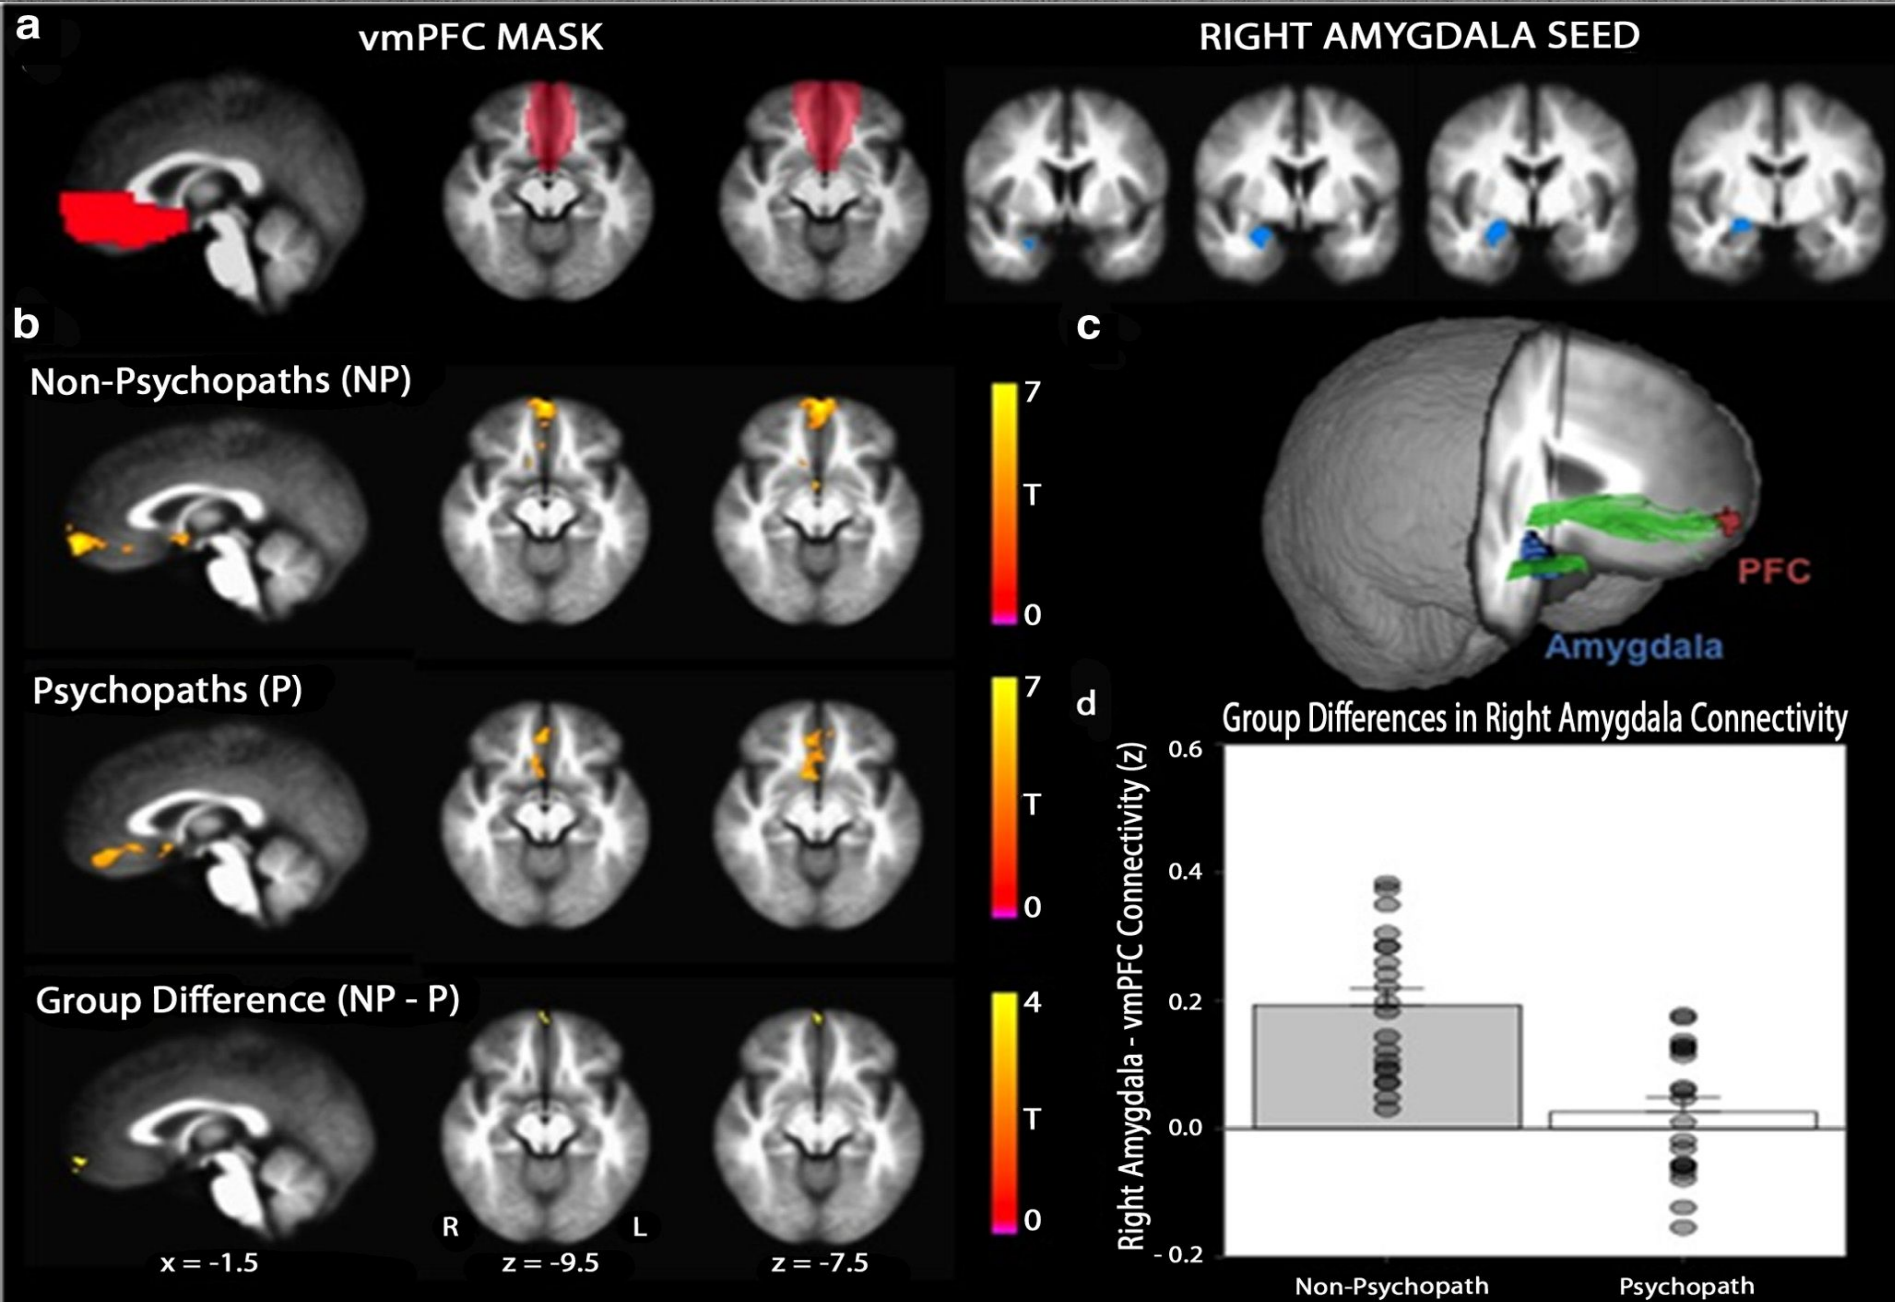 a
vmPFC MASK
RIGHT AMYGDALA SEED
b
Non-Psychopaths (NP)
7
T
0
Psychopaths (P)
7
T
0
Group Difference (NP - P)
4
T
0
R
L
x = -1.5
z = -9.5
z = -7.5
c
PFC
Amygdala
d
Group Differences in Right Amygdala Connectivity
Right Amygdala - vmPFC Connectivity (z)
0.6
0.4
0.2
0.0
- 0.2
Non-Psychopath
Psychopath